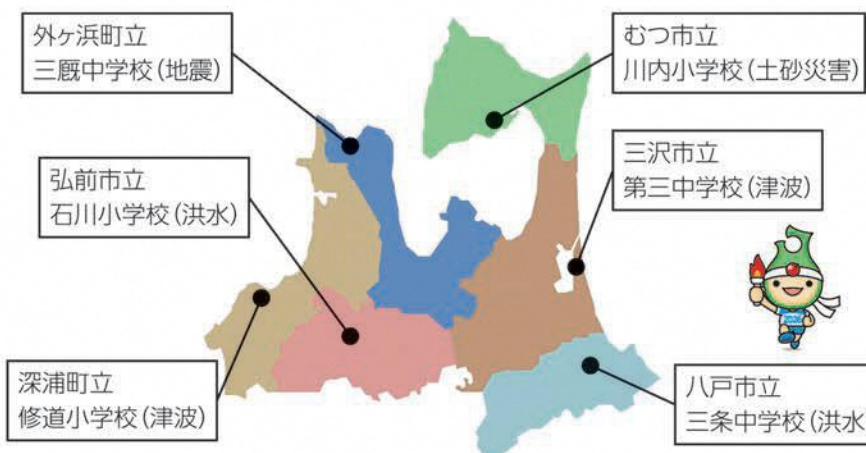 外ヶ浜町立
三厩中学校(地震)
むつ市立
川内小学校(土砂災害)
弘前市立
石川小学校(洪水)
三沢市立
第三中学校(津波)
深浦町立
修道小学校(津波)
八戸市立
三条中学校(洪水